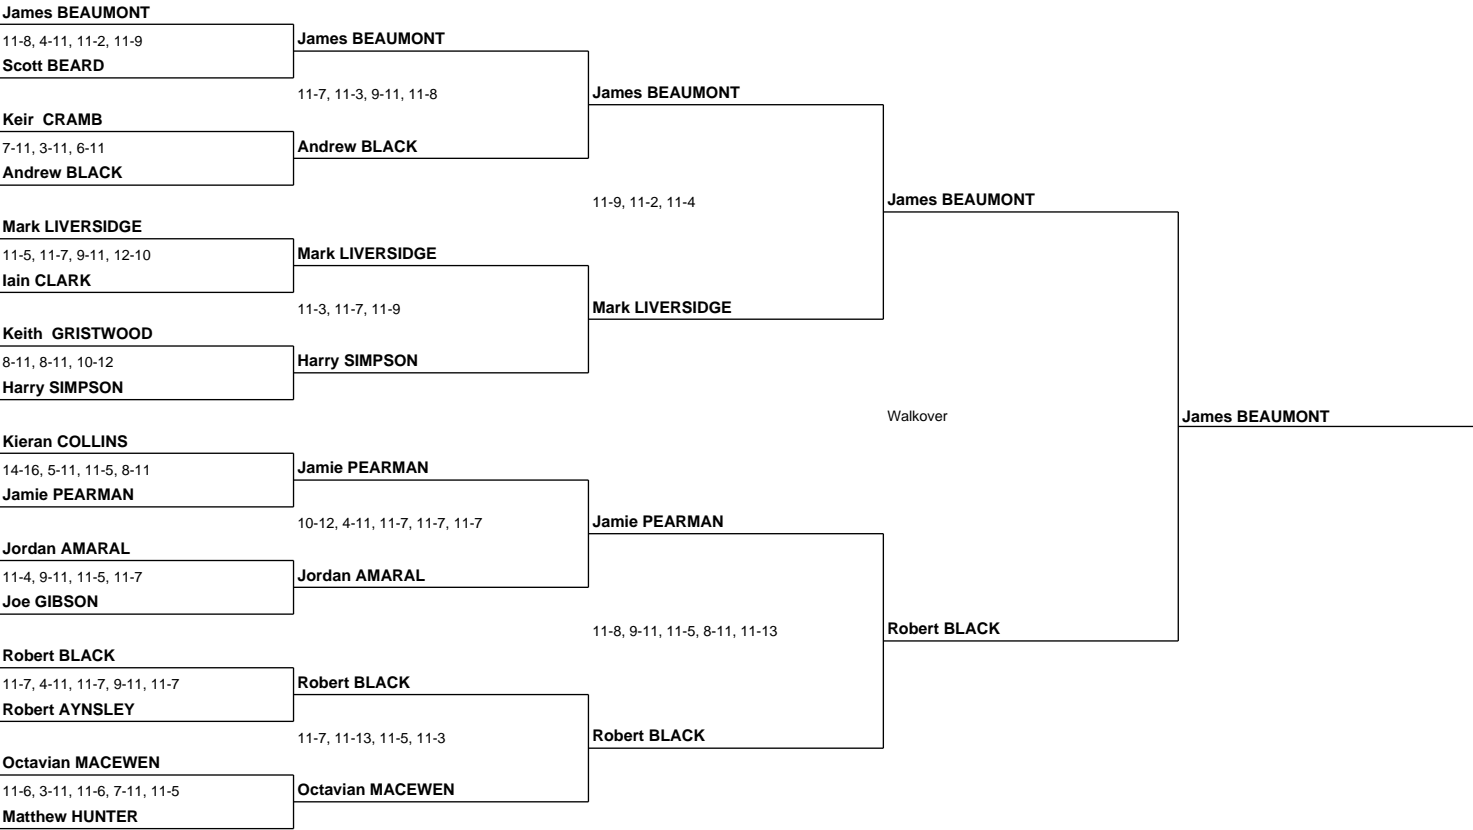 James BEAUMONT
11-8, 4-11, 11-2, 11-9
Scott BEARD
Keir  CRAMB
7-11, 3-11, 6-11
Andrew BLACK
Mark LIVERSIDGE
11-5, 11-7, 9-11, 12-10
Iain CLARK
Keith  GRISTWOOD
8-11, 8-11, 10-12
Harry SIMPSON
Kieran COLLINS
14-16, 5-11, 11-5, 8-11
Jamie PEARMAN
Jordan AMARAL
11-4, 9-11, 11-5, 11-7
Joe GIBSON
Robert BLACK
11-7, 4-11, 11-7, 9-11, 11-7
Robert AYNSLEY
Octavian MACEWEN
11-6, 3-11, 11-6, 7-11, 11-5
Matthew HUNTER
James BEAUMONT
11-7, 11-3, 9-11, 11-8
Andrew BLACK
Mark LIVERSIDGE
11-3, 11-7, 11-9
Harry SIMPSON
Jamie PEARMAN
10-12, 4-11, 11-7, 11-7, 11-7
Jordan AMARAL
Robert BLACK
11-7, 11-13, 11-5, 11-3
Octavian MACEWEN
James BEAUMONT
11-9, 11-2, 11-4
Mark LIVERSIDGE
Jamie PEARMAN
11-8, 9-11, 11-5, 8-11, 11-13
Robert BLACK
James BEAUMONT
Walkover
Robert BLACK
James BEAUMONT